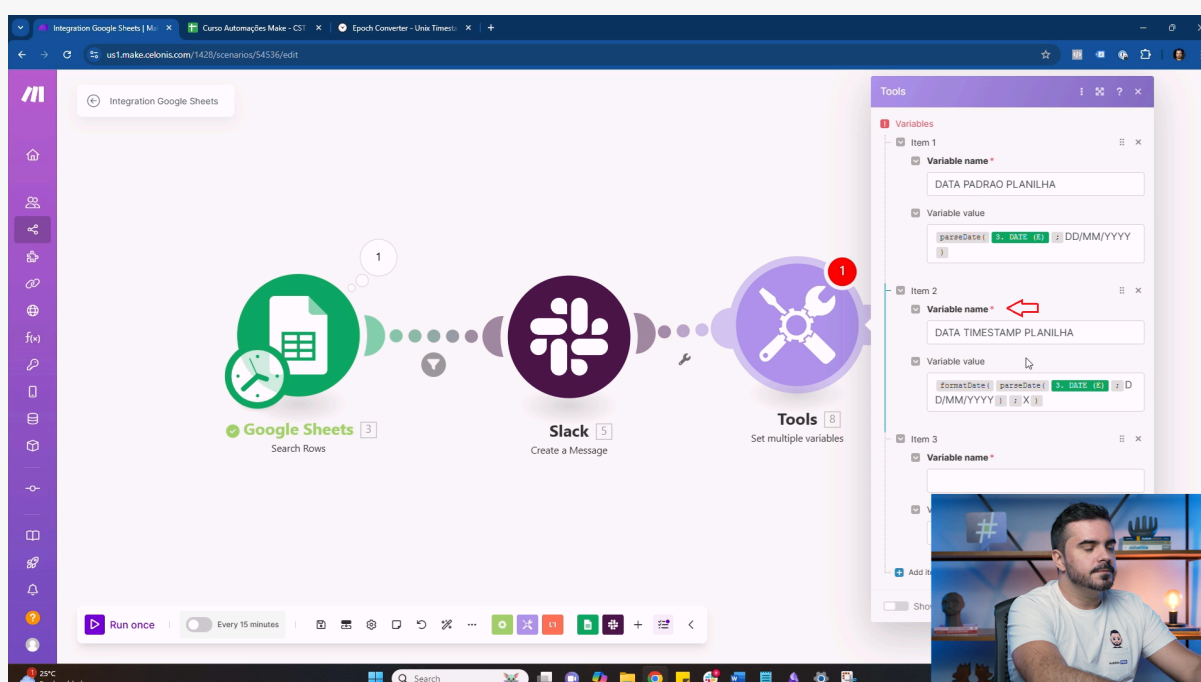 Integration Google Sheets | Ma
Curso Automações Make - CST
Epoch Converter - Unix Timesta
us1.make.celonis.com/1428/scenarios/54536/edit
Integration Google Sheets
Tools
Variables
Item 1
Variable name *
DATA PADRAO PLANILHA
Variable value
parseDate( 3. DATE (E) ; DD/MM/YYYY
)
Item 2
Variable name *
DATA TIMESTAMP PLANILHA
Variable value
formatDate( parseDate( 3. DATE (E) ; D
D/MM/YYYY ) ; X )
Item 3
Variable name *
Add ite
Sho
1
1
Google Sheets 3
Search Rows
Slack 5
Create a Message
Tools 8
Set multiple variables
Run once
Every 15 minutes
25°C
Search